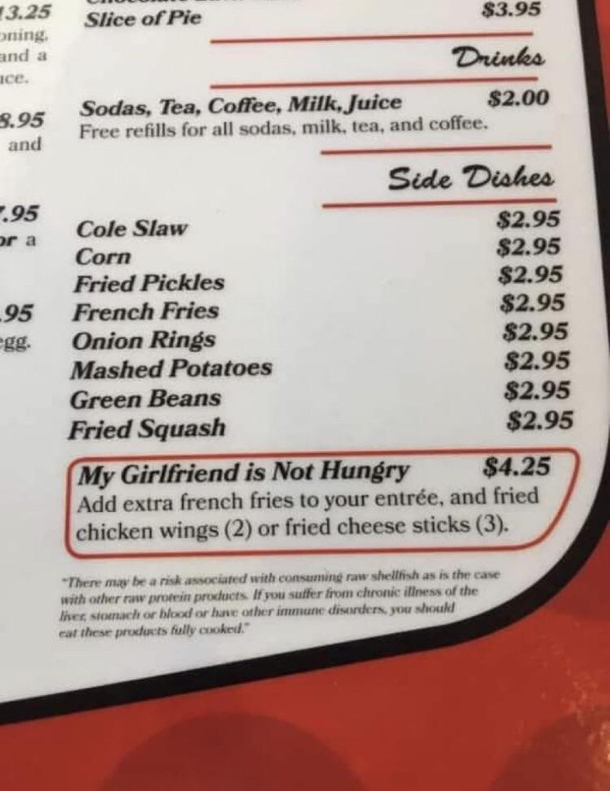 13.25
and a
8.95
and
.95
or a
.95
egg.
Slice of Pie $3.95
Drinks
Sodas, Tea, Coffee, Milk, Juice $2.00
Free refills for all sodas, milk, tea, and coffee.
Side Dishes
Cole Slaw $2.95
Corn $2.95
Fried Pickles $2.95
French Fries $2.95
Onion Rings $2.95
Mashed Potatoes $2.95
Green Beans $2.95
Fried Squash $2.95
My Girlfriend is Not Hungry $4.25
Add extra french fries to your entrée, and fried
chicken wings (2) or fried cheese sticks (3).
"There may be a risk associated with consuming raw shellfish as is the case
with other raw protein products. If you suffer from chronic illness of the
liver, stomach or blood or have other immune disorders, you should
eat these products fully cooked."